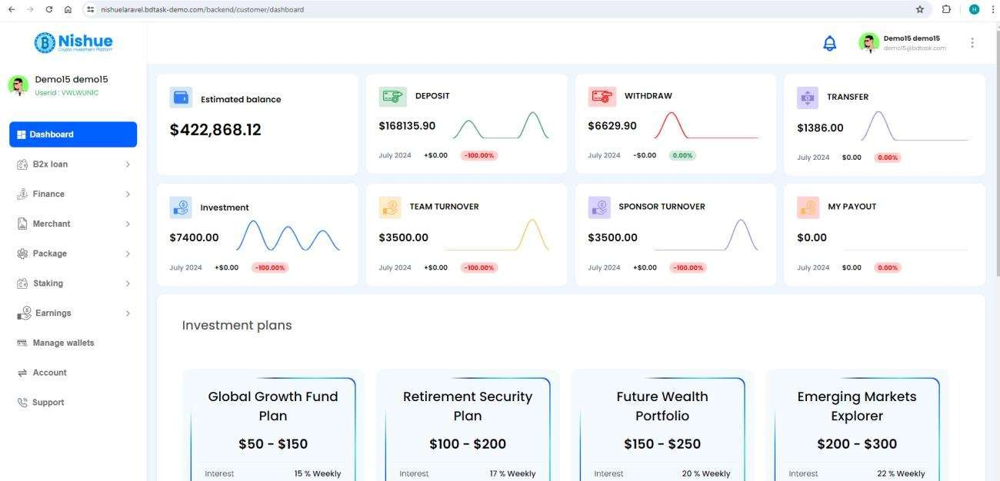 nishuelaravel.bdtask-demo.com/backend/customer/dashboard
H
Nishue
Crypto Investment Platform
Demo15 demo15
demo15@bdtask.com
Demo15 demo15
Userid : VWLWUNIC
Dashboard
B2x loan
Finance
Merchant
Package
Staking
Earnings
Manage wallets
Account
Support
Estimated balance
$422,868.12
DEPOSIT
$168135.90
July 2024 +$0.00 -100.00%
WITHDRAW
$6629.90
July 2024 -$0.00 0.00%
TRANSFER
$1386.00
July 2024 $0.00 0.00%
Investment
$7400.00
July 2024 +$0.00 -100.00%
TEAM TURNOVER
$3500.00
July 2024 +$0.00 -100.00%
SPONSOR TURNOVER
$3500.00
July 2024 +$0.00 -100.00%
MY PAYOUT
$0.00
July 2024 $0.00 0.00%
Investment plans
Global Growth Fund
Plan
$50 - $150
Interest 15 % Weekly
Retirement Security
Plan
$100 - $200
Interest 17 % Weekly
Future Wealth
Portfolio
$150 - $250
Interest 20 % Weekly
Emerging Markets
Explorer
$200 - $300
Interest 22 % Weekly